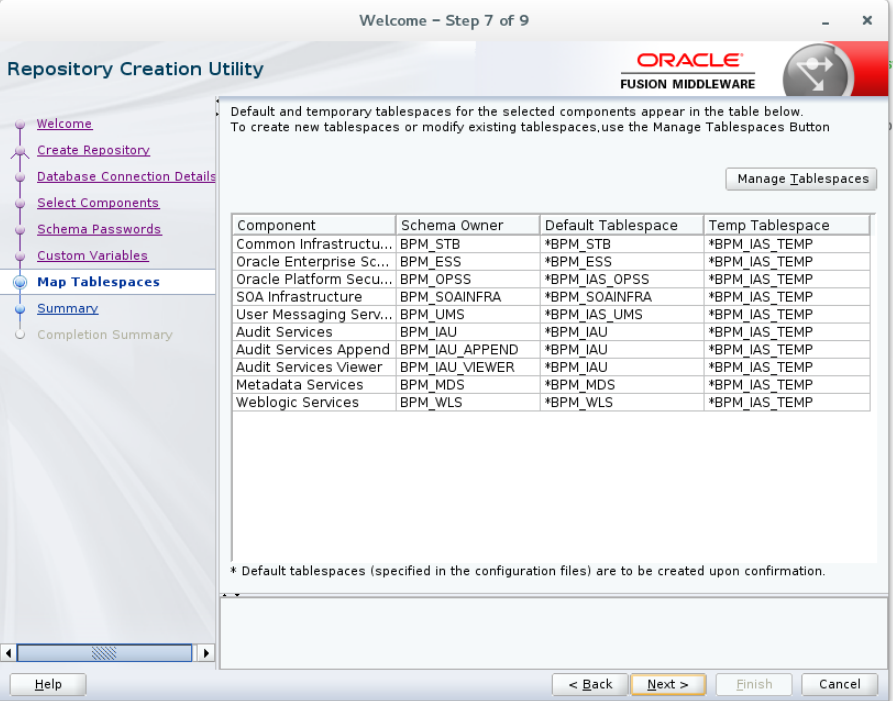 Welcome – Step 7 of 9
Repository Creation Utility
ORACLE
FUSION MIDDLEWARE
Welcome
Create Repository
Database Connection Details
Select Components
Schema Passwords
Custom Variables
Map Tablespaces
Summary
Completion Summary
Default and temporary tablespaces for the selected components appear in the table below.
To create new tablespaces or modify existing tablespaces,use the Manage Tablespaces Button
Manage Tablespaces
Component Schema Owner Default Tablespace Temp Tablespace
Common Infrastructu... BPM_STB *BPM_STB *BPM_IAS_TEMP
Oracle Enterprise Sc... BPM_ESS *BPM_ESS *BPM_IAS_TEMP
Oracle Platform Secu... BPM_OPSS *BPM_IAS_OPSS *BPM_IAS_TEMP
SOA Infrastructure BPM_SOAINFRA *BPM_SOAINFRA *BPM_IAS_TEMP
User Messaging Serv... BPM_UMS *BPM_IAS_UMS *BPM_IAS_TEMP
Audit Services BPM_IAU *BPM_IAU *BPM_IAS_TEMP
Audit Services Append BPM_IAU_APPEND *BPM_IAU *BPM_IAS_TEMP
Audit Services Viewer BPM_IAU_VIEWER *BPM_IAU *BPM_IAS_TEMP
Metadata Services BPM_MDS *BPM_MDS *BPM_IAS_TEMP
Weblogic Services BPM_WLS *BPM_WLS *BPM_IAS_TEMP
* Default tablespaces (specified in the configuration files) are to be created upon confirmation.
Help
< Back
Next >
Finish
Cancel